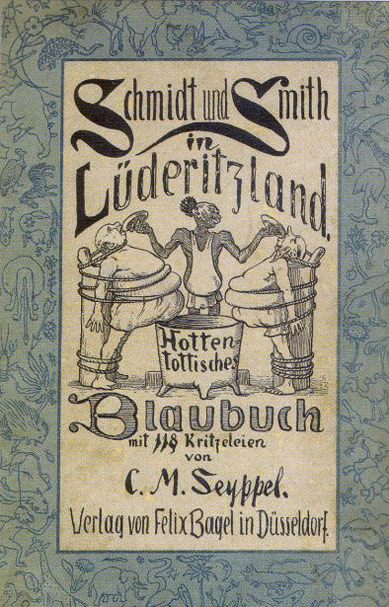 Schmidt und Smith
in
Lüderitzland.
Hotten
tottisches
Blaubuch
mit 118 Kritzeleien
von
C. M. Seyppel.
Verlag von Felix Bagel in Düsseldorf.